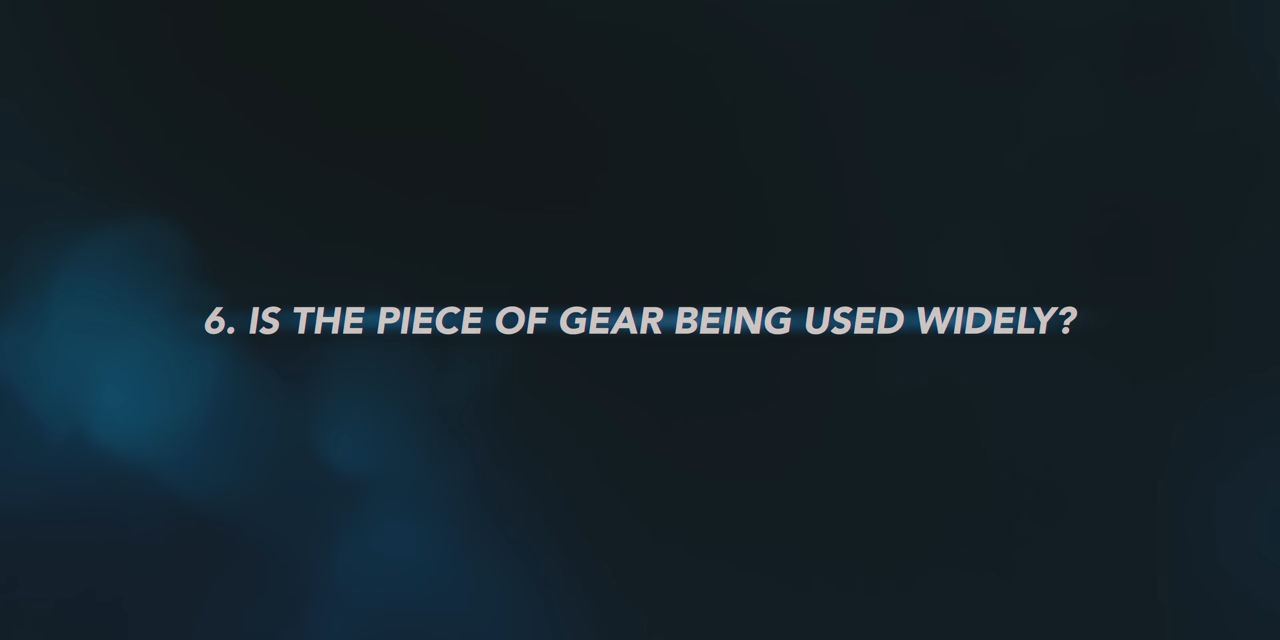 6. IS THE PIECE OF GEAR BEING USED WIDELY?